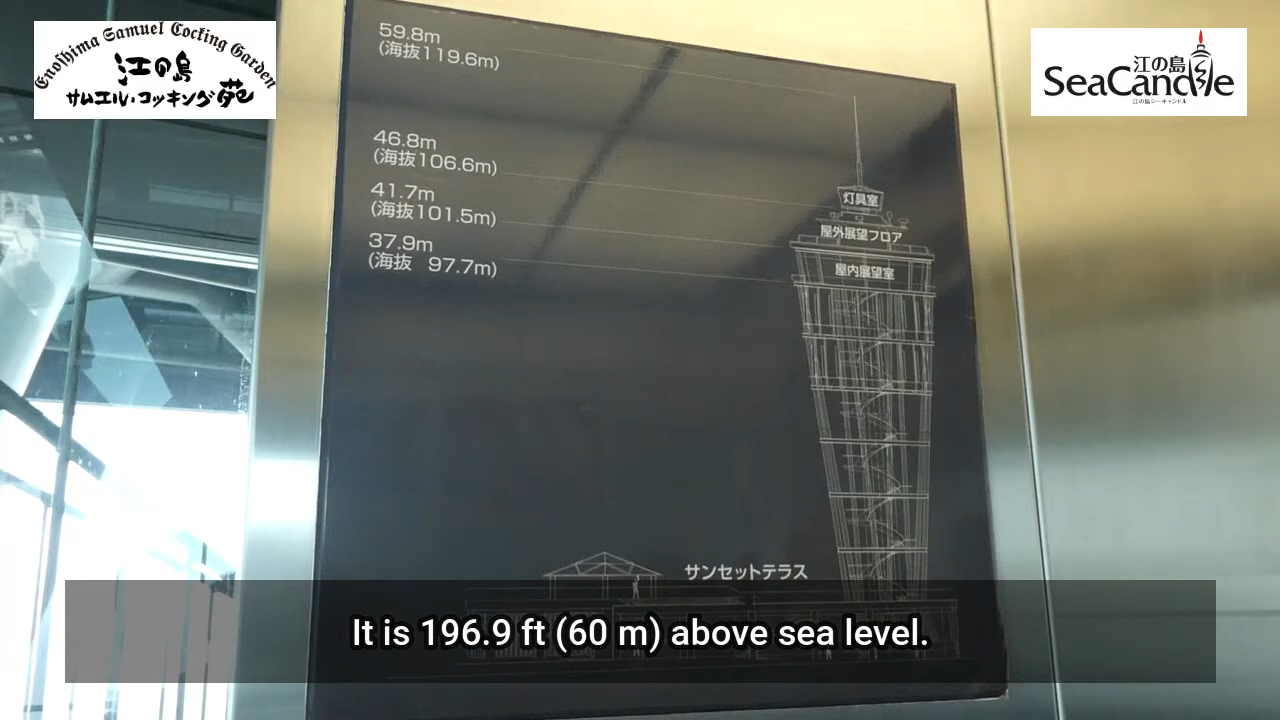 Enoshima Samuel Cocking Garden
江の島
サムエル・コッキング苑
江の島
SeaCandle
江の島シーキャンドル
59.8m
(海抜119.6m)
46.8m
(海抜106.6m)
41.7m
(海抜101.5m)
37.9m
(海抜 97.7m)
灯具室
屋外展望フロア
屋内展望室
サンセットテラス
It is 196.9 ft (60 m) above sea level.